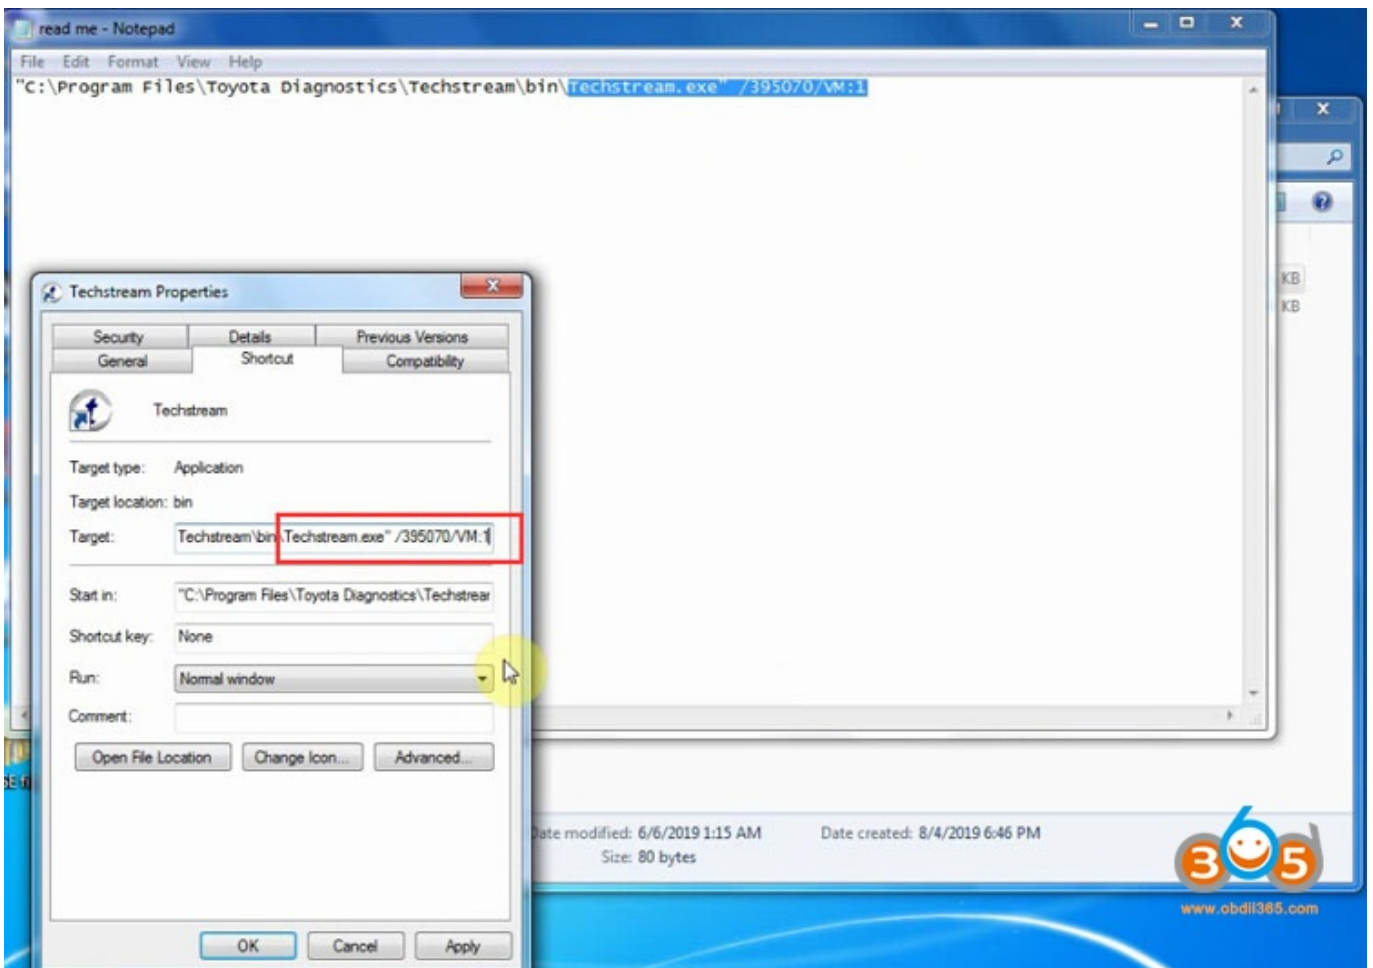 read me - Notepad
File Edit Format View Help
"C:\Program Files\Toyota Diagnostics\Techstream\bin\Techstream.exe" /395070/VM:1
KB
KB
Techstream Properties
Security Details Previous Versions
General Shortcut Compatibility
Techstream
Target type: Application
Target location: bin
Target: Techstream\bin\Techstream.exe" /395070/VM:1
Start in: "C:\Program Files\Toyota Diagnostics\Techstrear
Shortcut key: None
Run: Normal window
Comment:
Open File Location Change Icon... Advanced...
Date modified: 6/6/2019 1:15 AM Date created: 8/4/2019 6:46 PM
Size: 80 bytes
OK Cancel Apply
365
www.obdii365.com